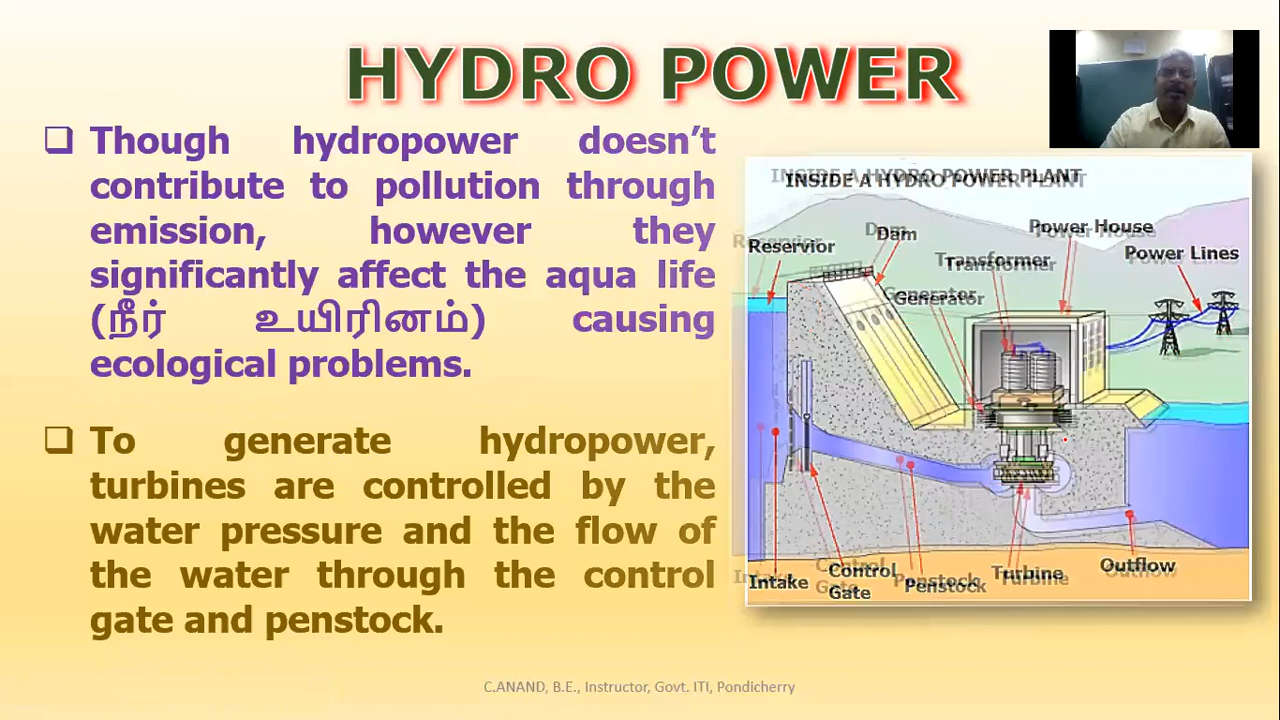 HYDRO POWER
Though hydropower doesn’t
contribute to pollution through
emission, however they
significantly affect the aqua life
(நீர் உயிரினம்) causing
ecological problems.
To generate hydropower,
turbines are controlled by the
water pressure and the flow of
the water through the control
gate and penstock.
INSIDE A HYDRO POWER PLANT
Reservior
Dam
Power House
Transformer
Power Lines
Generator
Intake
Control
Gate
Penstock
Turbine
Outflow
C.ANAND, B.E., Instructor, Govt. ITI, Pondicherry